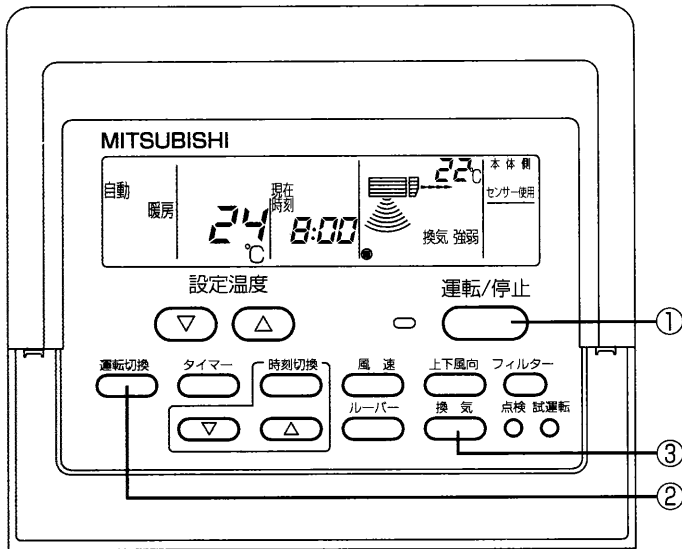 MITSUBISHI
自動
暖房
24℃
現在
時刻
8:00
22℃
換気 強弱
本体側
センサー使用
設定温度
運転/停止
▽ △
①
運転切換 タイマー 時刻切換 風速 上下風向 フィルター
▽ △ ルーバー 換気 点検 試運転
③
②